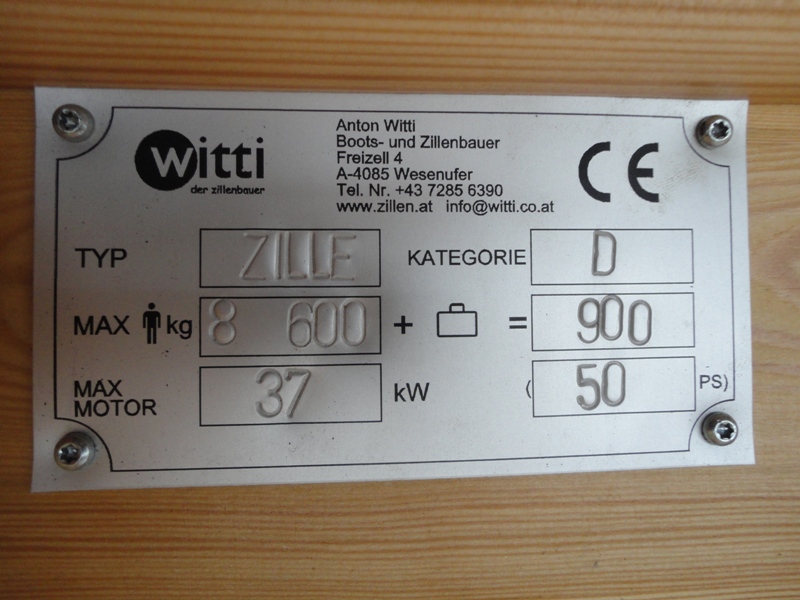 witti
der zillenbauer
Anton Witti
Boots- und Zillenbauer
Freizell 4
A-4085 Wesenufer
Tel. Nr. +43 7285 6390
www.zillen.at info@witti.co.at
CE
TYP ZILLE KATEGORIE D
MAX kg 8 600 + = 900
MAX MOTOR 37 kW ( 50 PS)